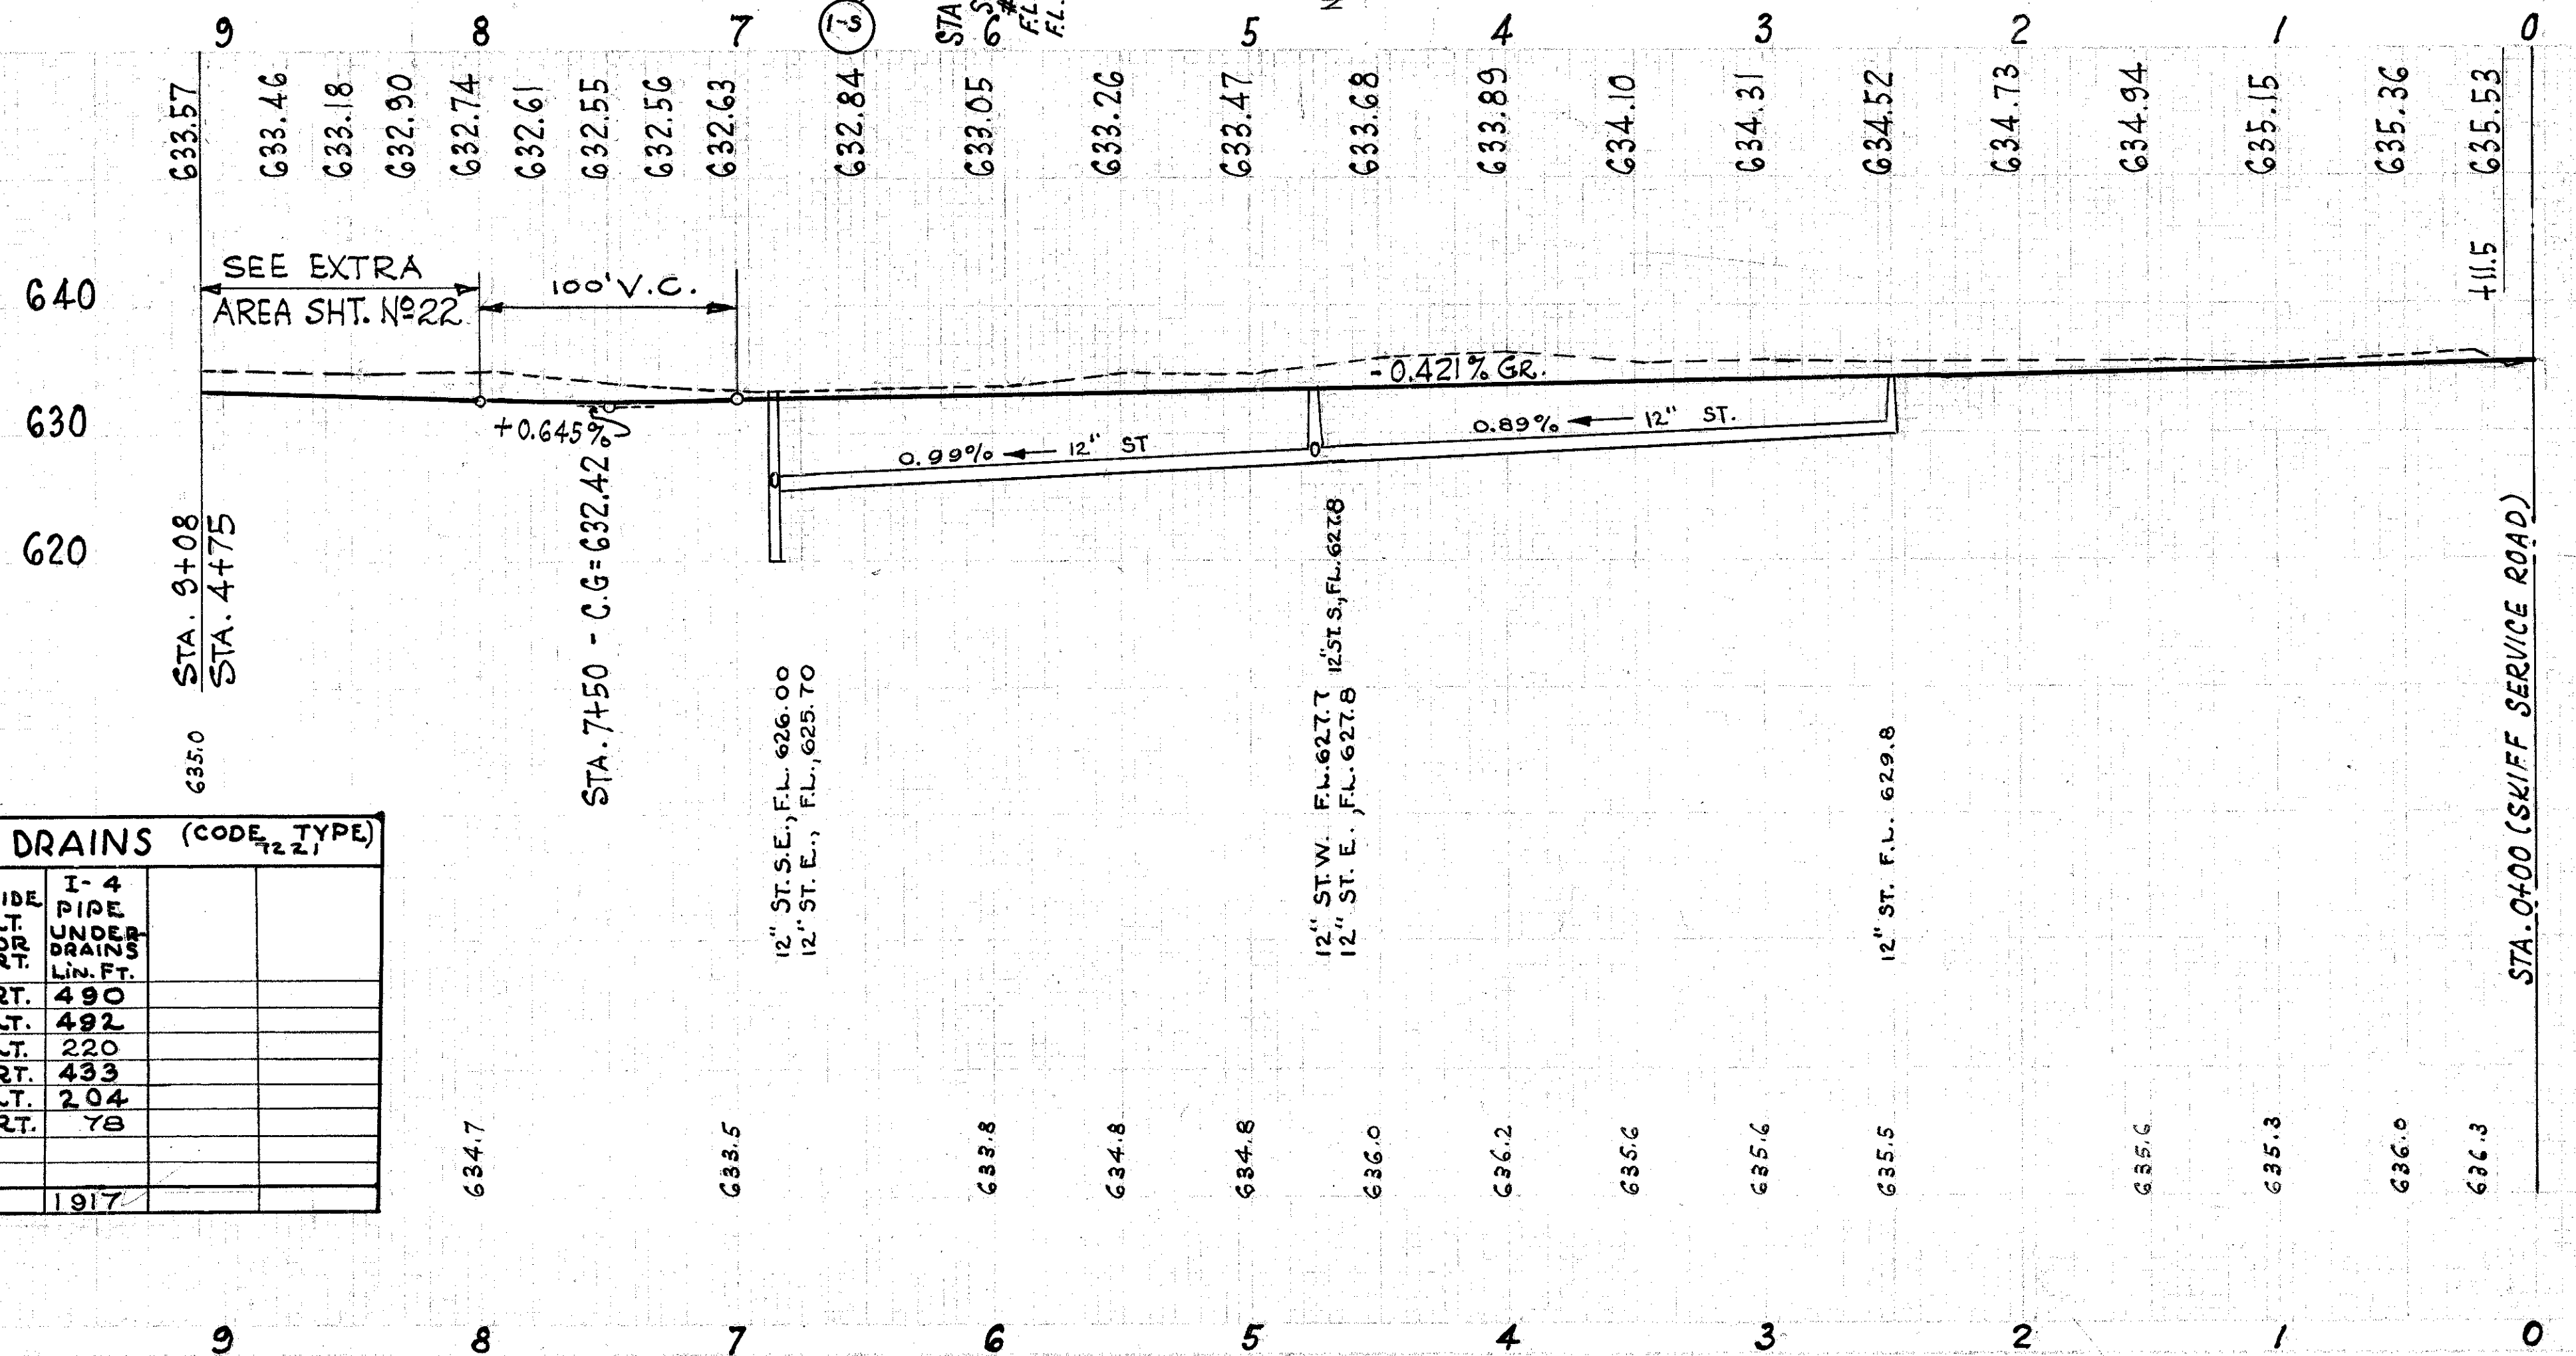 9 8 7 5 4 3 2 1 0
STA
6
F.L.
F.L.
633.57
633.46
633.18
632.90
632.74
632.61
632.55
632.56
632.63
632.84
633.05
633.26
633.47
633.68
633.89
634.10
634.31
634.52
634.73
634.94
635.15
635.36
635.53
+11.5
640
630
620
SEE EXTRA
AREA SHT. Nº22
100' V.C.
-0.421% GR.
+0.645%
0.99% 12" ST
0.89% 12" ST.
STA. 9+08
STA. 4+75
635.0
STA. 7+50 - C.G=632.42
12" ST. S.E., F.L. 626.00
12" ST. E., F.L., 625.70
12" ST. W. F.L. 627.7 12" ST. S., F.L. 627.8
12" ST. E., F.L. 627.8
12" ST. F.L. 629.8
STA. 0+00 (SKIFF SERVICE ROAD)
DRAINS (CODE 7221 TYPE)
I-4
PIPE
UNDER-
DRAINS
LIN. FT.
RT. 490
LT. 492
LT. 220
RT. 433
LT. 204
RT. 78
1917
634.7
633.5
633.8
634.8
634.8
636.0
636.2
635.6
635.6
635.5
635.6
635.3
636.0
636.3
9 8 7 6 5 4 3 2 1 0